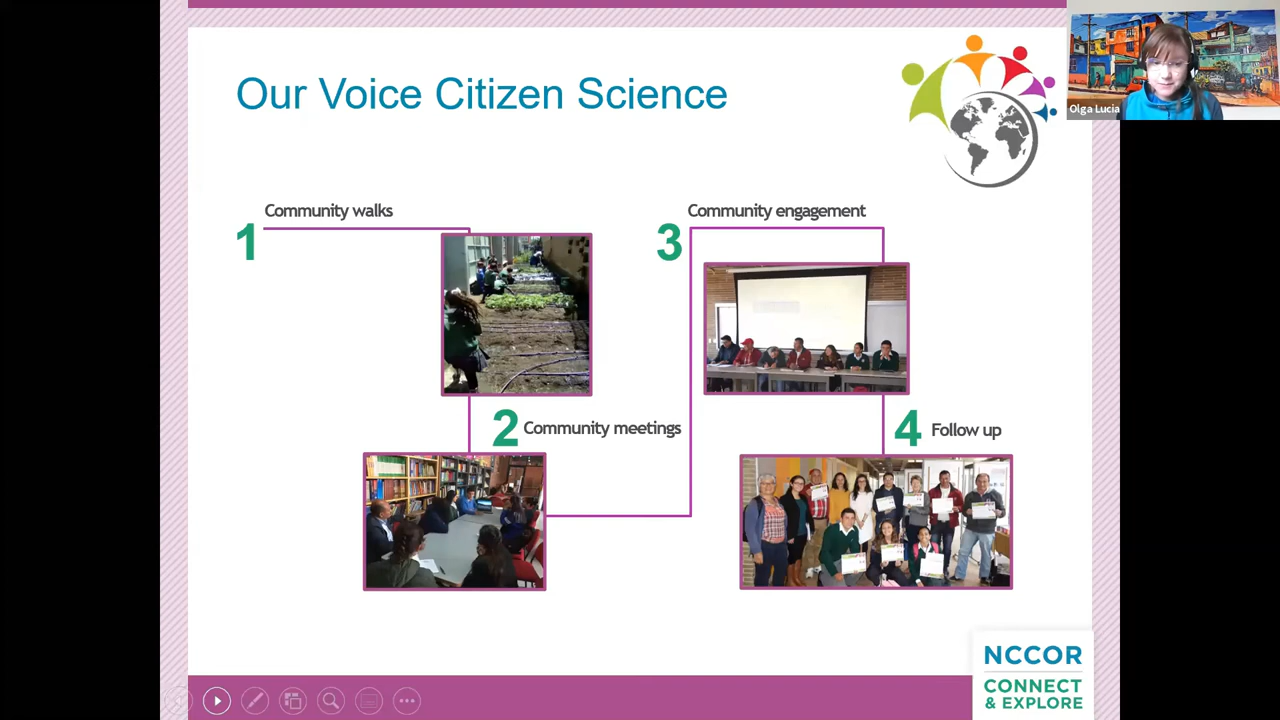 Our Voice Citizen Science
Olga Lucia
1
Community walks
2
Community meetings
3
Community engagement
4
Follow up
NCCOR
CONNECT
& EXPLORE